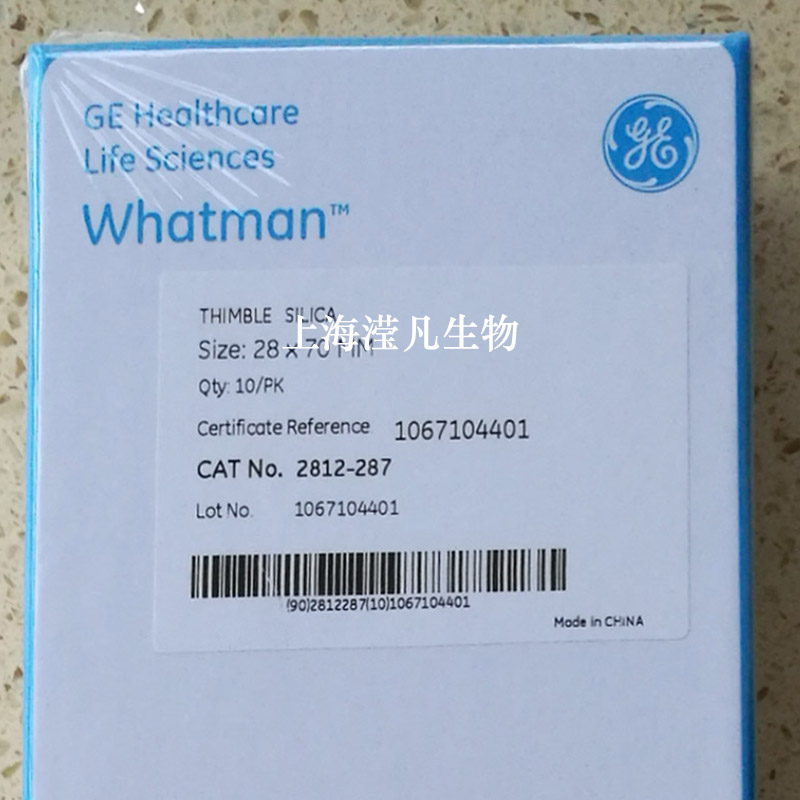 GE Healthcare
Life Sciences
GE
Whatman™
THIMBLE SILICA
上海滢凡生物
Size: 28 x 70 MM
Qty: 10/PK
Certificate Reference 1067104401
CAT No. 2812-287
Lot No. 1067104401
(90)2812287(10)1067104401
Made in CHINA